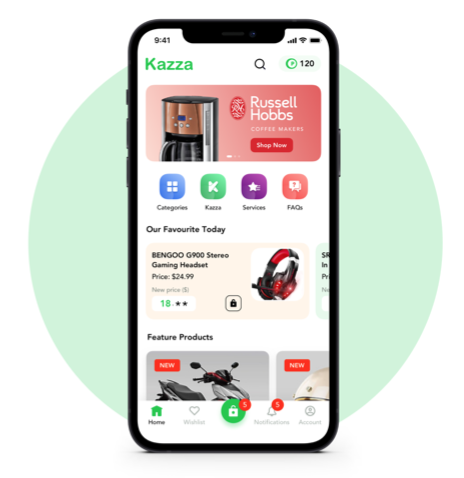 9:41
Kazza
120
Russell
Hobbs
COFFEE MAKERS
Shop Now
Categories
Kazza
Services
FAQs
Our Favourite Today
BENGOO G900 Stereo
Gaming Headset
Price: $24.99
New price ($)
18.★★
SR
In
Pr
New
Feature Products
NEW
NEW
5
5
Home
Wishlist
Notifications
Account